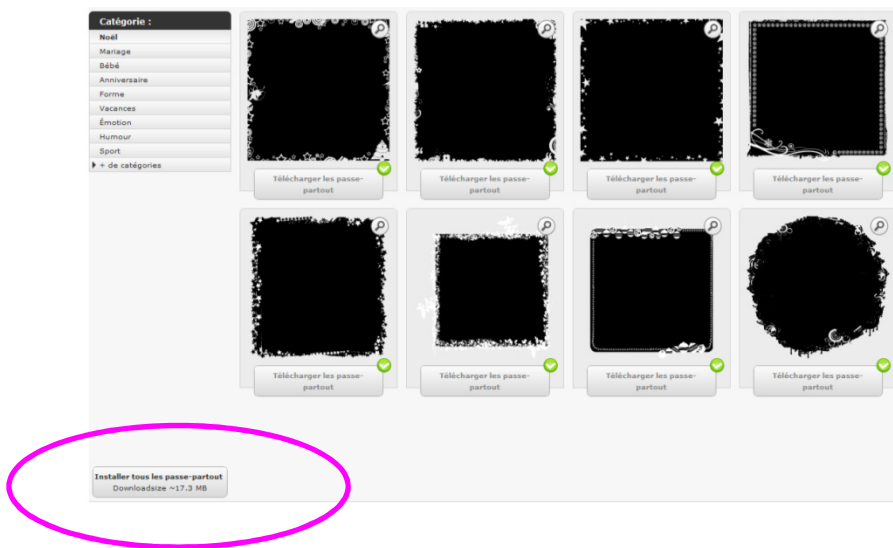 Catégorie :
Noël
Mariage
Bébé
Anniversaire
Forme
Vacances
Émotion
Humour
Sport
+ de catégories
Télécharger les passe-
partout
Télécharger les passe-
partout
Télécharger les passe-
partout
Télécharger les passe-
partout
Télécharger les passe-
partout
Télécharger les passe-
partout
Télécharger les passe-
partout
Télécharger les passe-
partout
Installer tous les passe-partout
Downloadsize ~17.3 MB